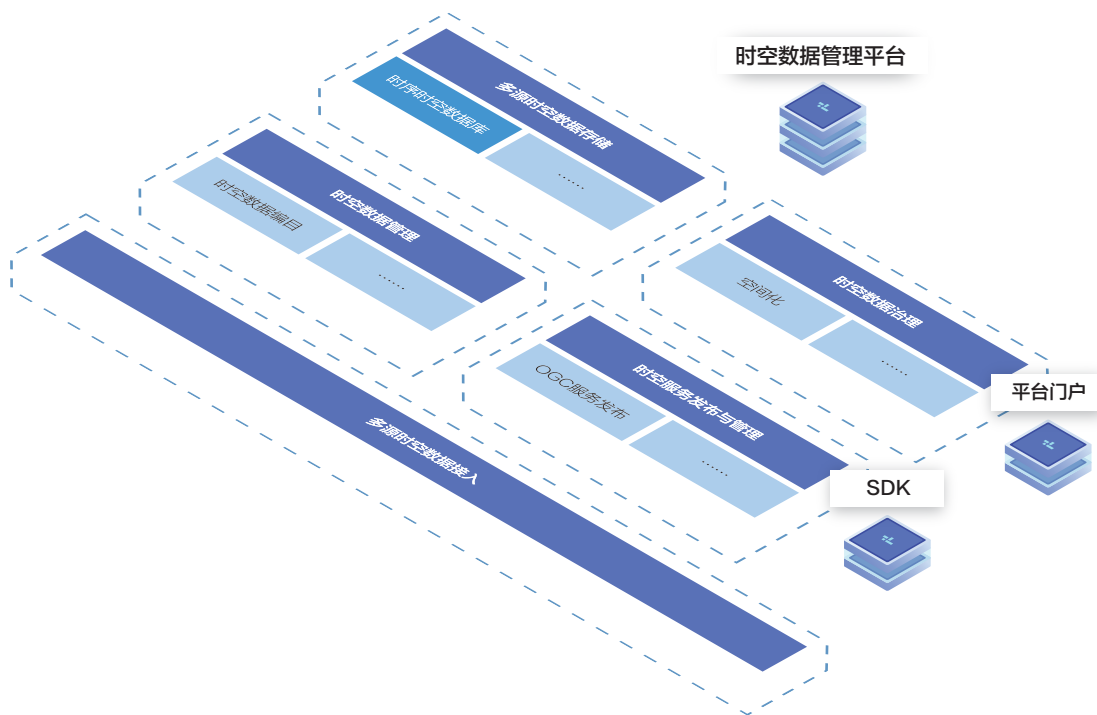 时空数据管理平台
多源时空数据存储
时序时空数据库
……
时空数据管理
时空数据编目
……
时空数据治理
空间化
……
时空服务发布与管理
OGC服务发布
……
平台门户
多源时空数据接入
SDK